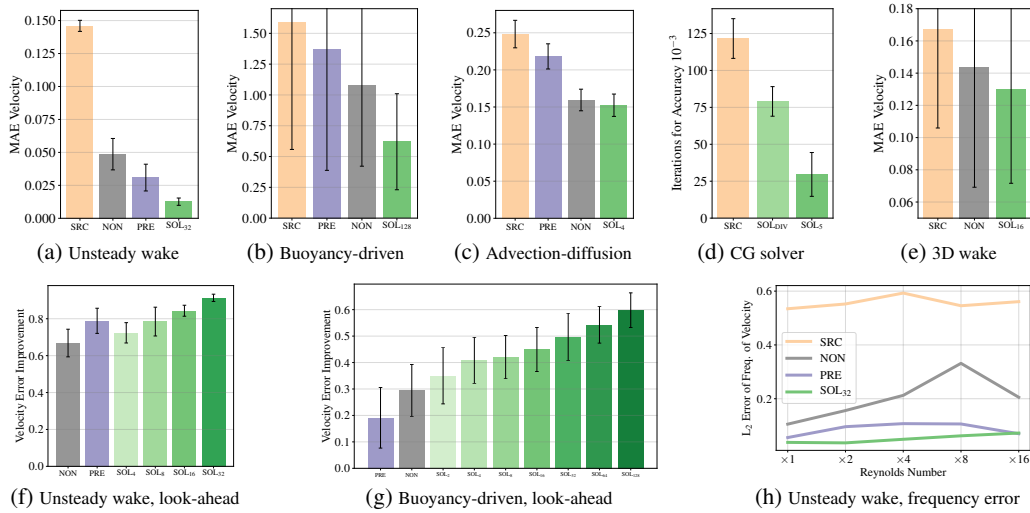 0.150
0.125
0.100
0.075
0.050
0.025
0.000
MAE Velocity
SRC NON PRE SOL32
(a) Unsteady wake
1.50
1.25
1.00
0.75
0.50
0.25
0.00
MAE Velocity
SRC PRE NON SOL128
(b) Buoyancy-driven
0.25
0.20
0.15
0.10
0.05
0.00
MAE Velocity
SRC PRE NON SOL4
(c) Advection-diffusion
125
100
75
50
25
0
Iterations for Accuracy 10−3
SRC SOLDIV SOL5
(d) CG solver
0.18
0.16
0.14
0.12
0.10
0.08
0.06
MAE Velocity
SRC NON SOL16
(e) 3D wake
0.8
0.6
0.4
0.2
0.0
Velocity Error Improvement
NON PRE SOL4 SOL8 SOL16 SOL32
(f) Unsteady wake, look-ahead
0.6
0.5
0.4
0.3
0.2
0.1
0.0
Velocity Error Improvement
PRE NON SOL2 SOL4 SOL8 SOL16 SOL32 SOL64 SOL128
(g) Buoyancy-driven, look-ahead
0.6
0.4
0.2
L2 Error of Freq. of Velocity
SRC
NON
PRE
SOL32
×1 ×2 ×4 ×8 ×16
Reynolds Number
(h) Unsteady wake, frequency error